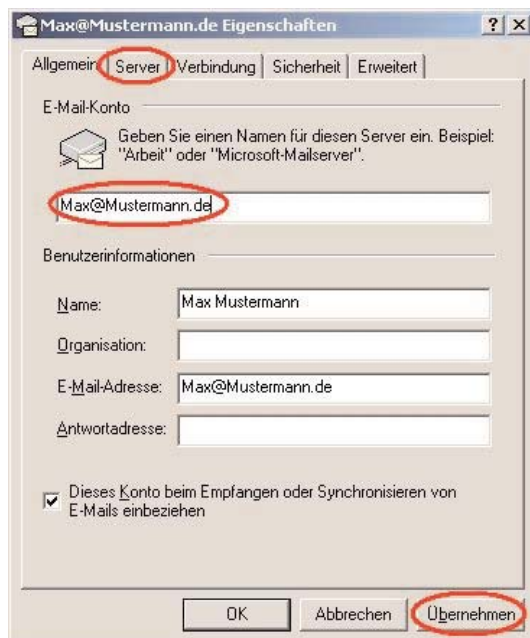 Max@Mustermann.de Eigenschaften
Allgemein Server Verbindung Sicherheit Erweitert
E-Mail-Konto
Geben Sie einen Namen für diesen Server ein. Beispiel:
"Arbeit" oder "Microsoft-Mailserver".
Max@Mustermann.de
Benutzerinformationen
Name: Max Mustermann
Organisation:
E-Mail-Adresse: Max@Mustermann.de
Antwortadresse:
Dieses Konto beim Empfangen oder Synchronisieren von
E-Mails einbeziehen
OK Abbrechen Übernehmen